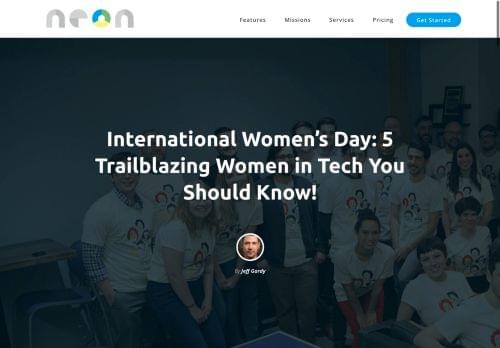 neon
Features Missions Services Pricing Get Started
International Women's Day: 5
Trailblazing Women in Tech You
Should Know!
By Jeff Gordy